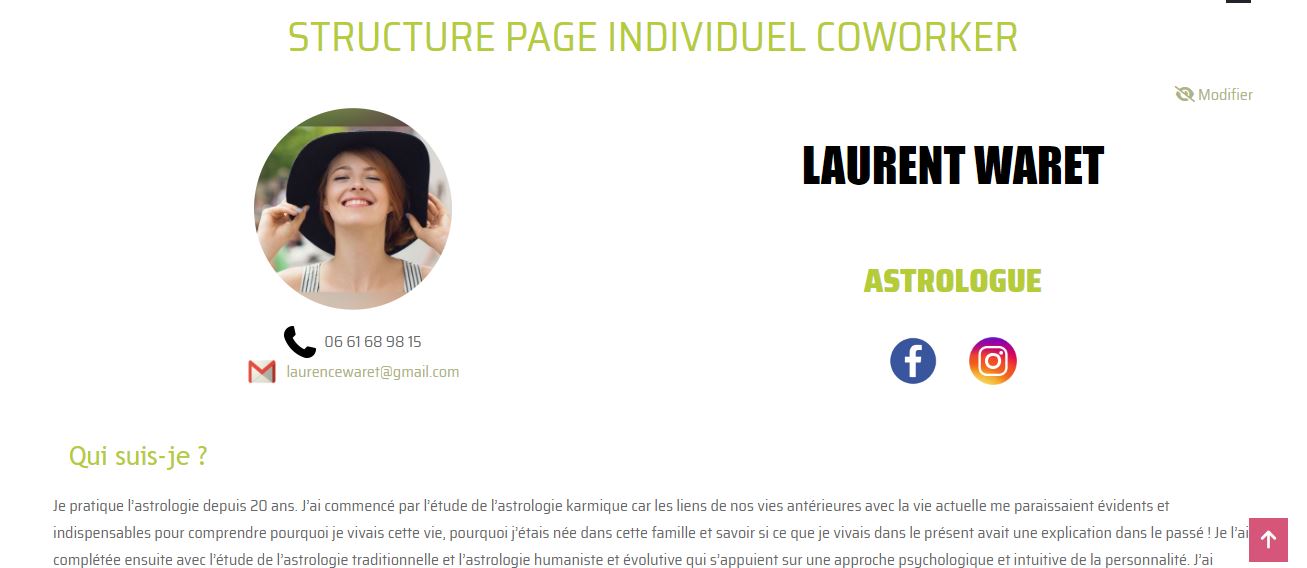 STRUCTURE PAGE INDIVIDUEL COWORKER
Modifier
LAURENT WARET
ASTROLOGUE
06 61 68 98 15
laurencewaret@gmail.com
Qui suis-je ?
Je pratique l'astrologie depuis 20 ans. J'ai commencé par l'étude de l'astrologie karmique car les liens de nos vies antérieures avec la vie actuelle me paraissaient évidents et
indispensables pour comprendre pourquoi je vivais cette vie, pourquoi j'étais née dans cette famille et savoir si ce que je vivais dans le présent avait une explication dans le passé ! Je l'ai
complétée ensuite avec l'étude de l'astrologie traditionnelle et l'astrologie humaniste et évolutive qui s'appuient sur une approche psychologique et intuitive de la personnalité. J'ai